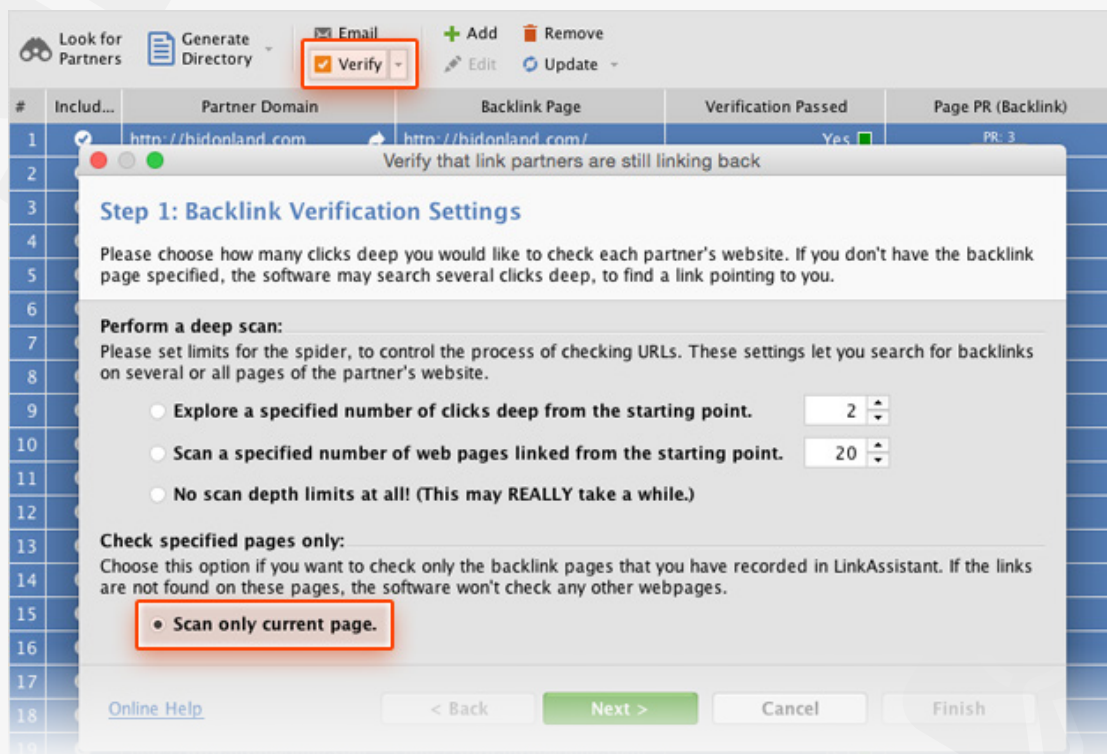 Look for Partners
Generate Directory
Email
Verify
Add
Remove
Edit
Update
# Includ... Partner Domain Backlink Page Verification Passed Page PR (Backlink)
1 http://bidonland.com http://bidonland.com/ Yes PR: 3
Verify that link partners are still linking back
2
Step 1: Backlink Verification Settings
3
4
Please choose how many clicks deep you would like to check each partner's website. If you don't have the backlink
5
page specified, the software may search several clicks deep, to find a link pointing to you.
6
Perform a deep scan:
7
Please set limits for the spider, to control the process of checking URLs. These settings let you search for backlinks
8
on several or all pages of the partner's website.
9
Explore a specified number of clicks deep from the starting point. 2
10
Scan a specified number of web pages linked from the starting point. 20
11
No scan depth limits at all! (This may REALLY take a while.)
12
13
Check specified pages only:
Choose this option if you want to check only the backlink pages that you have recorded in LinkAssistant. If the links
14
are not found on these pages, the software won't check any other webpages.
15
Scan only current page.
16
17
18
Online Help < Back Next > Cancel Finish
19